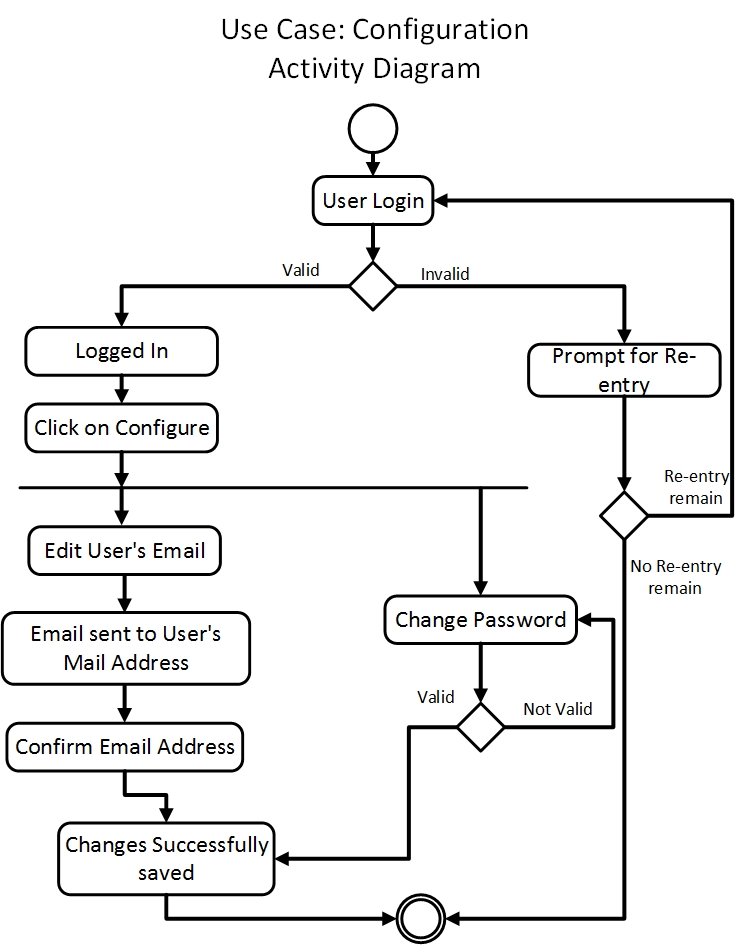 Use Case: Configuration
Activity Diagram
User Login
Valid
Invalid
Logged In
Prompt for Re-
entry
Click on Configure
Re-entry
remain
Edit User's Email
No Re-entry
remain
Change Password
Email sent to User's
Mail Address
Valid
Not Valid
Confirm Email Address
Changes Successfully
saved